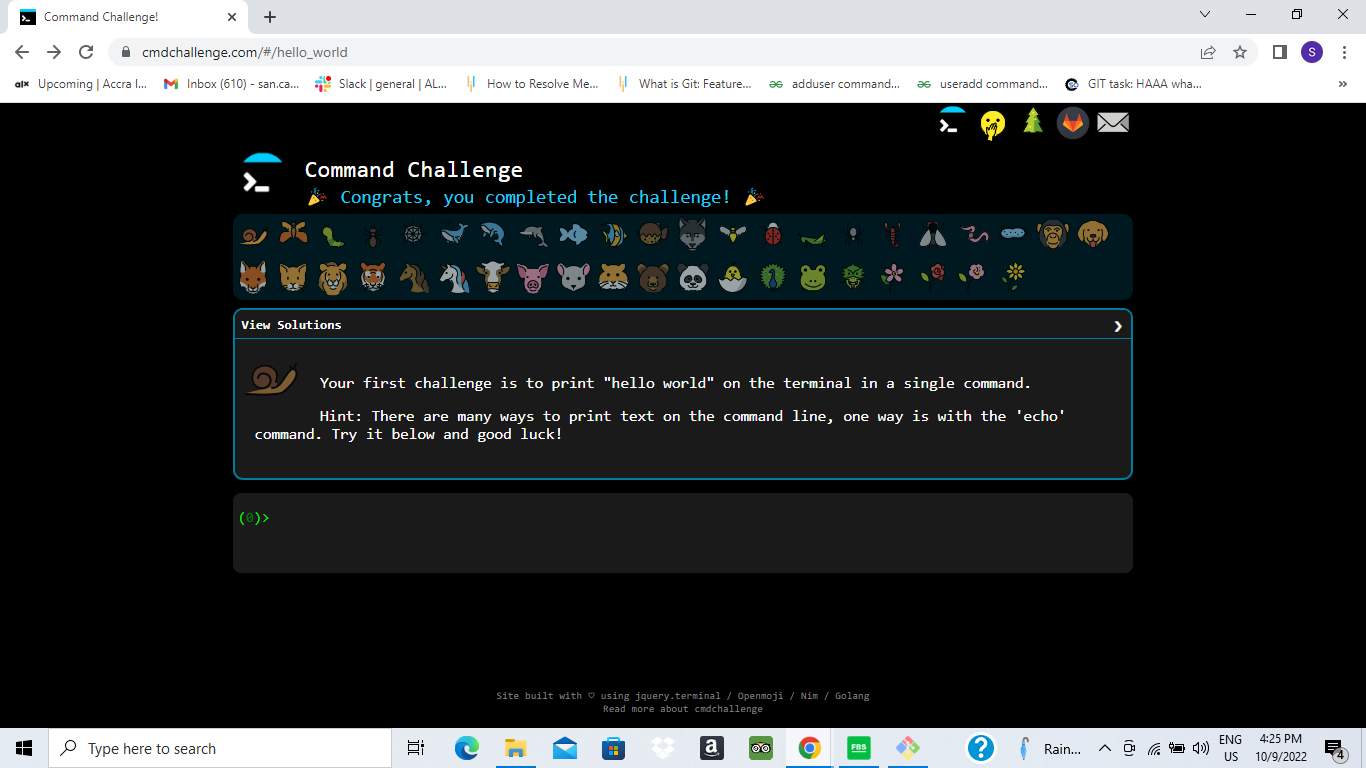 Command Challenge!
cmdchallenge.com/#/hello_world
S
Upcoming | Accra I...
Inbox (610) - san.ca...
Slack | general | AL...
How to Resolve Me...
What is Git: Feature...
adduser command...
useradd command...
GIT task: HAAA wha...
»
Command Challenge
Congrats, you completed the challenge!
View Solutions
Your first challenge is to print "hello world" on the terminal in a single command.
Hint: There are many ways to print text on the command line, one way is with the 'echo'
command. Try it below and good luck!
(0)>
Site built with ♡ using jquery.terminal / Openmoji / Nim / Golang
Read more about cmdchallenge
Type here to search
FBS
Rain...
ENG
US
4:25 PM
10/9/2022
4